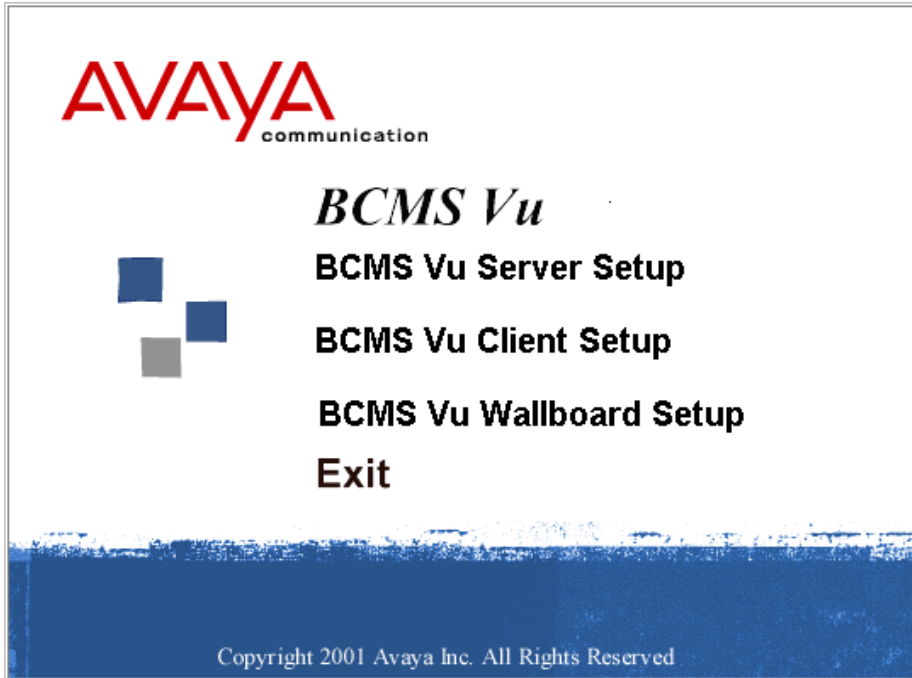 AVAYA
communication
BCMS Vu
BCMS Vu Server Setup
BCMS Vu Client Setup
BCMS Vu Wallboard Setup
Exit
Copyright 2001 Avaya Inc. All Rights Reserved